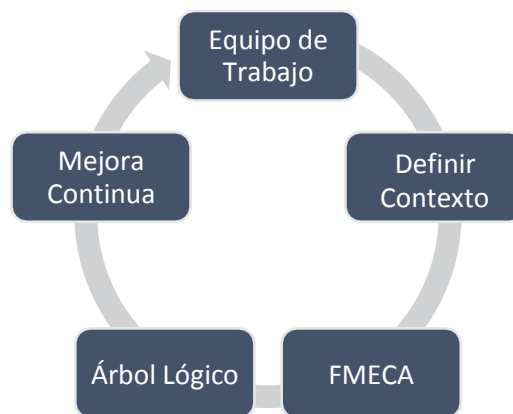 Equipo de
Trabajo
Definir
Contexto
FMECA
Árbol Lógico
Mejora
Continua